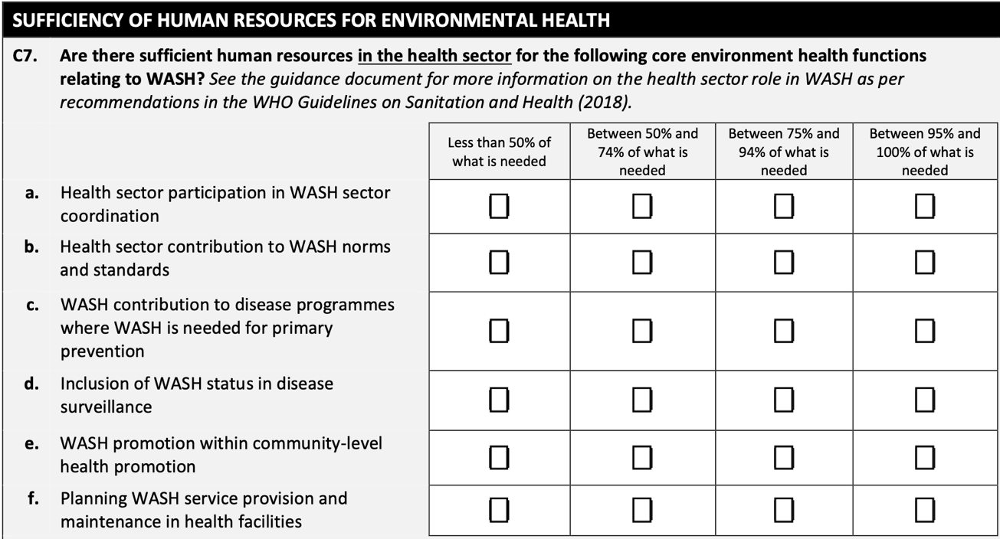 SUFFICIENCY OF HUMAN RESOURCES FOR ENVIRONMENTAL HEALTH
C7. Are there sufficient human resources in the health sector for the following core environment health functions
relating to WASH? See the guidance document for more information on the health sector role in WASH as per
recommendations in the WHO Guidelines on Sanitation and Health (2018).
Less than 50% of
what is needed
Between 50% and
74% of what is
needed
Between 75% and
94% of what is
needed
Between 95% and
100% of what is
needed
a. Health sector participation in WASH sector
coordination
b. Health sector contribution to WASH norms
and standards
c. WASH contribution to disease programmes
where WASH is needed for primary
prevention
d. Inclusion of WASH status in disease
surveillance
e. WASH promotion within community-level
health promotion
f. Planning WASH service provision and
maintenance in health facilities